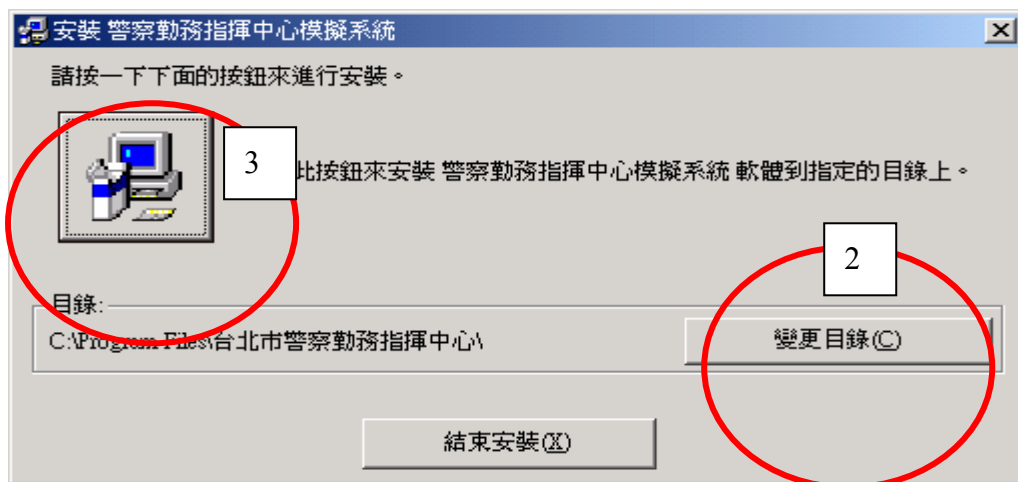 安裝 警察勤務指揮中心模擬系統
請按一下下面的按鈕來進行安裝。
3
此按鈕來安裝 警察勤務指揮中心模擬系統 軟體到指定的目錄上。
2
目錄:
C:\Program Files\台北市警察勤務指揮中心\
變更目錄(C)
結束安裝(X)